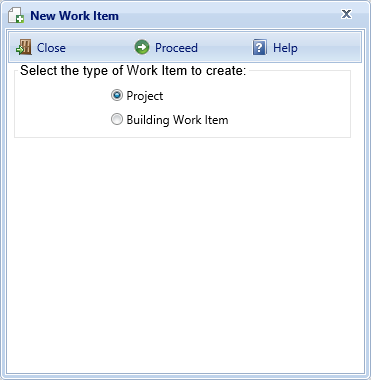 New Work Item
Close Proceed Help
Select the type of Work Item to create:
Project
Building Work Item